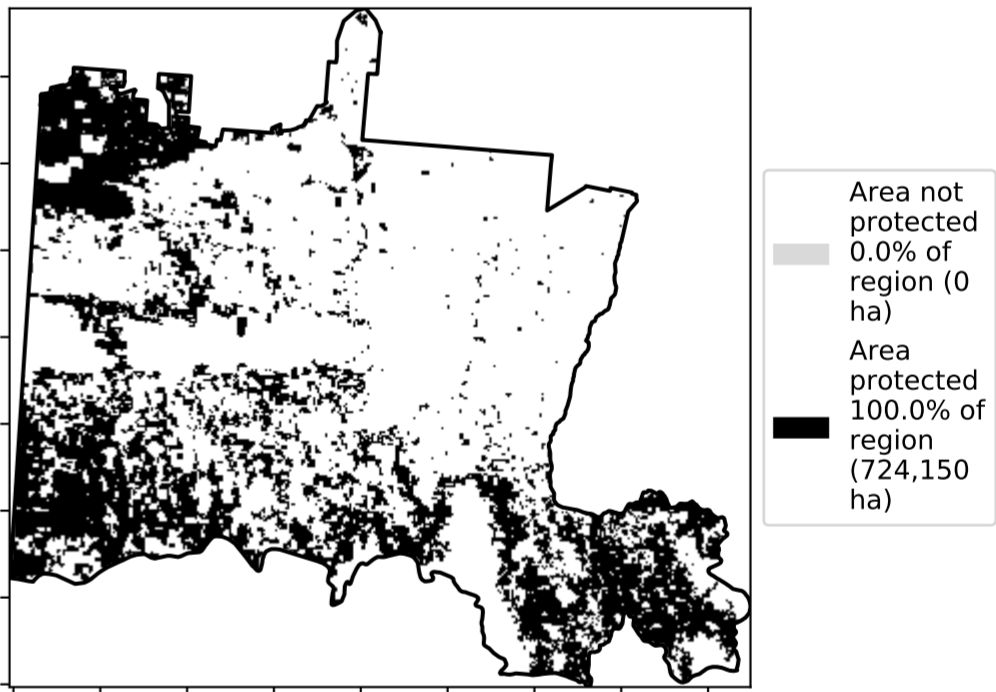 Area not
protected
0.0% of
region (0
ha)
Area
protected
100.0% of
region
(724,150
ha)